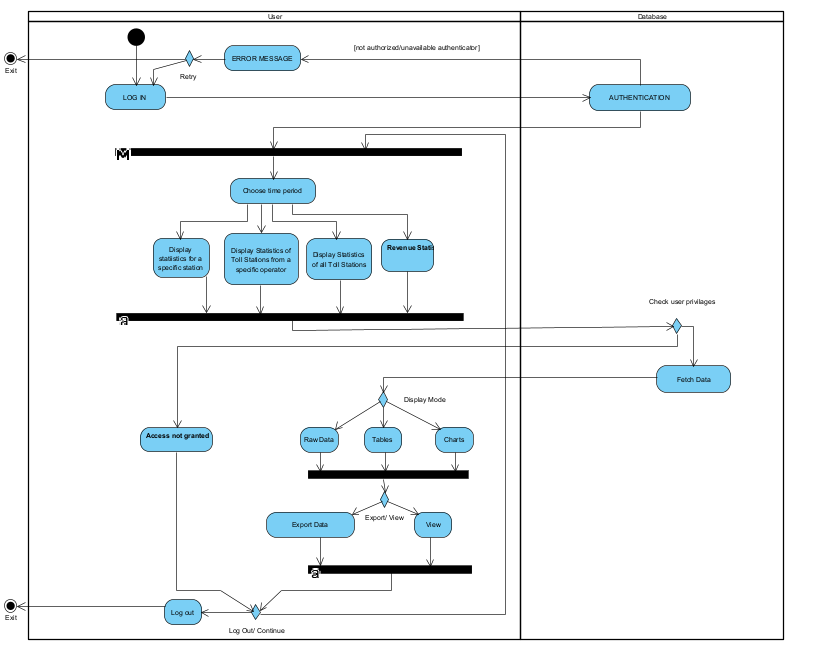 User
Database
[not authorized/unavailable authenticator]
ERROR MESSAGE
Exit
Retry
LOG IN
AUTHENTICATION
Choose time period
Display
statistics for a
specific station
Display Statistics of
Toll Stations from a
specific operator
Display Statistics
of all Toll Stations
Revenue Statis
Check user privilages
Fetch Data
Display Mode
Access not granted
Raw Data
Tables
Charts
Export/ View
Export Data
View
Log out
Exit
Log Out/ Continue